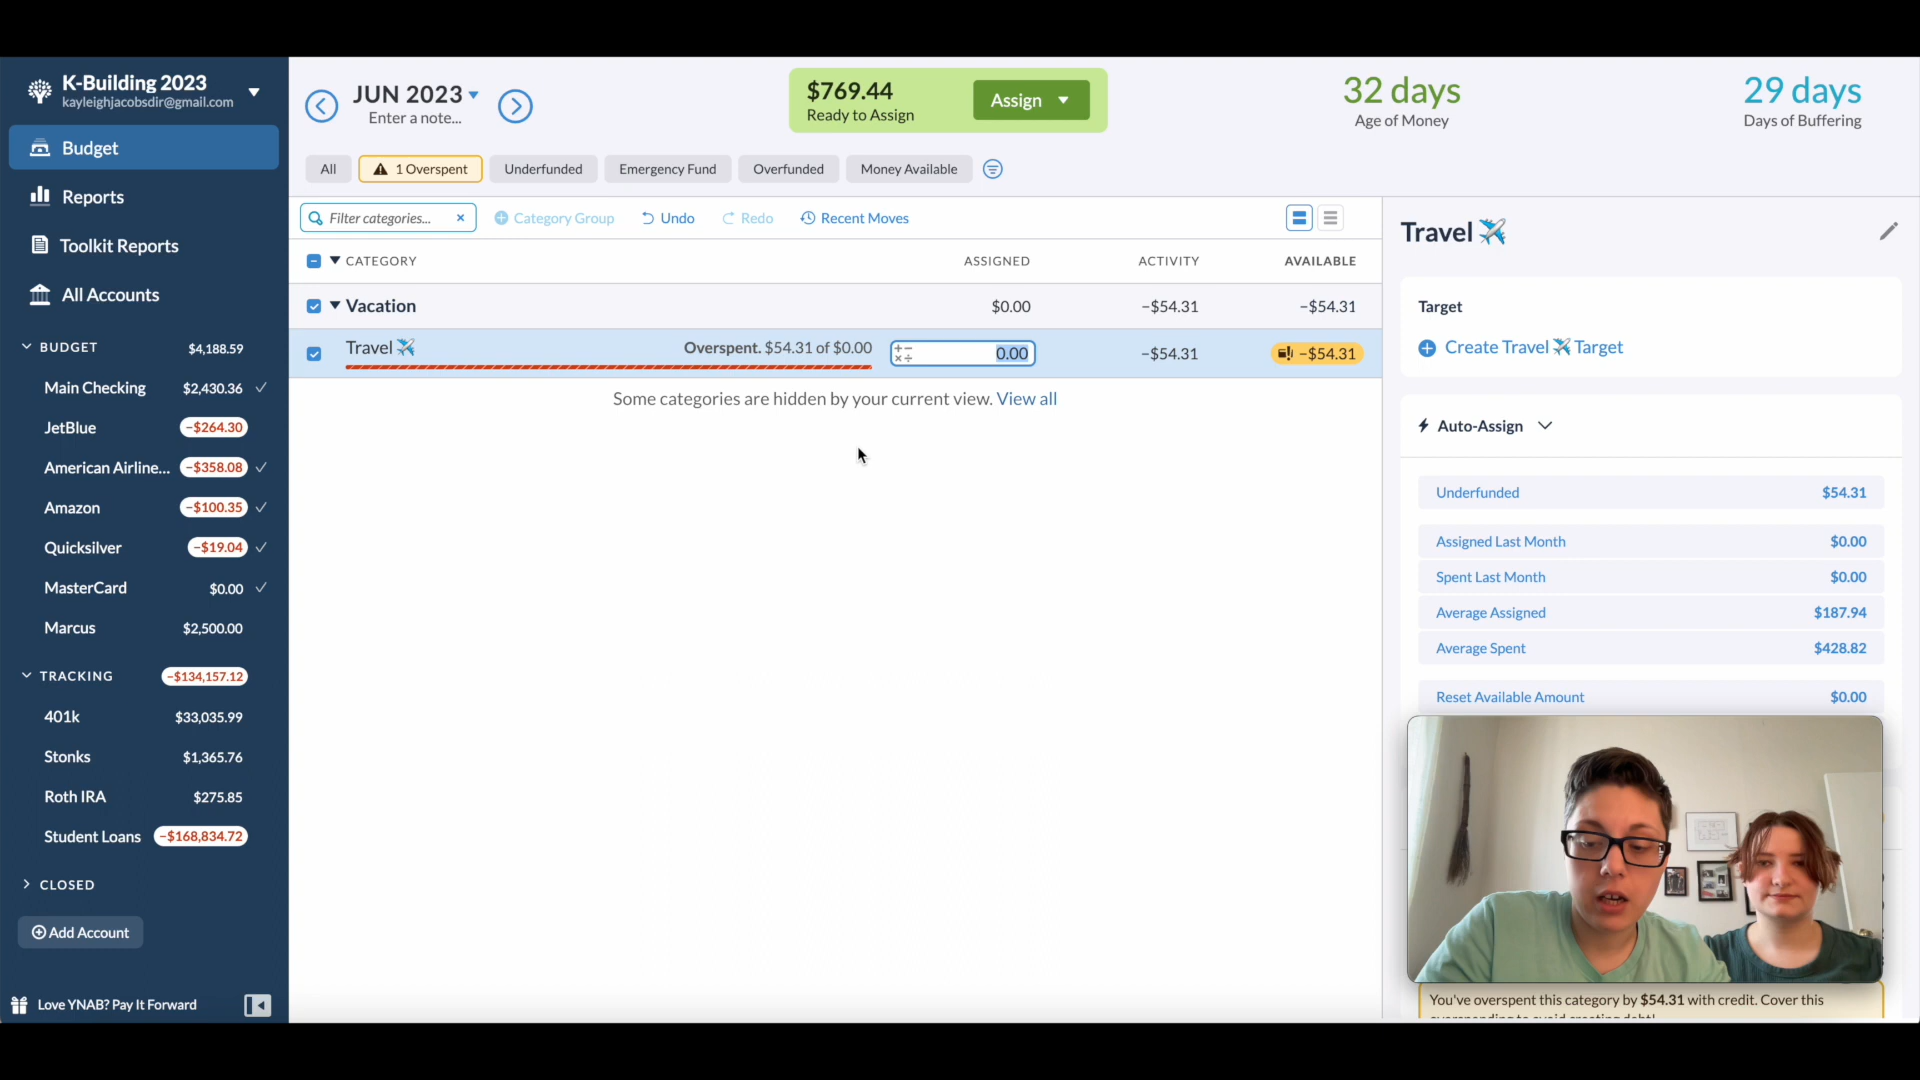 K-Building 2023
kayleighjacobsdir@gmail.com
Budget
Reports
Toolkit Reports
All Accounts
BUDGET $4,188.59
Main Checking $2,430.36
JetBlue −$264.30
American Airline... −$358.08
Amazon −$100.35
Quicksilver −$19.04
MasterCard $0.00
Marcus $2,500.00
TRACKING −$134,157.12
401k $33,035.99
Stonks $1,365.76
Roth IRA $275.85
Student Loans −$168,834.72
CLOSED
Add Account
Love YNAB? Pay It Forward
JUN 2023
Enter a note...
$769.44
Ready to Assign
Assign
32 days
Age of Money
29 days
Days of Buffering
All
1 Overspent
Underfunded
Emergency Fund
Overfunded
Money Available
Filter categories...
Category Group
Undo
Redo
Recent Moves
CATEGORY ASSIGNED ACTIVITY AVAILABLE
Vacation $0.00 −$54.31 −$54.31
Travel ✈️ Overspent. $54.31 of $0.00 0.00 −$54.31 −$54.31
Some categories are hidden by your current view. View all
Travel ✈️
Target
Create Travel ✈️ Target
Auto-Assign
Underfunded $54.31
Assigned Last Month $0.00
Spent Last Month $0.00
Average Assigned $187.94
Average Spent $428.82
Reset Available Amount $0.00
You've overspent this category by $54.31 with credit. Cover this